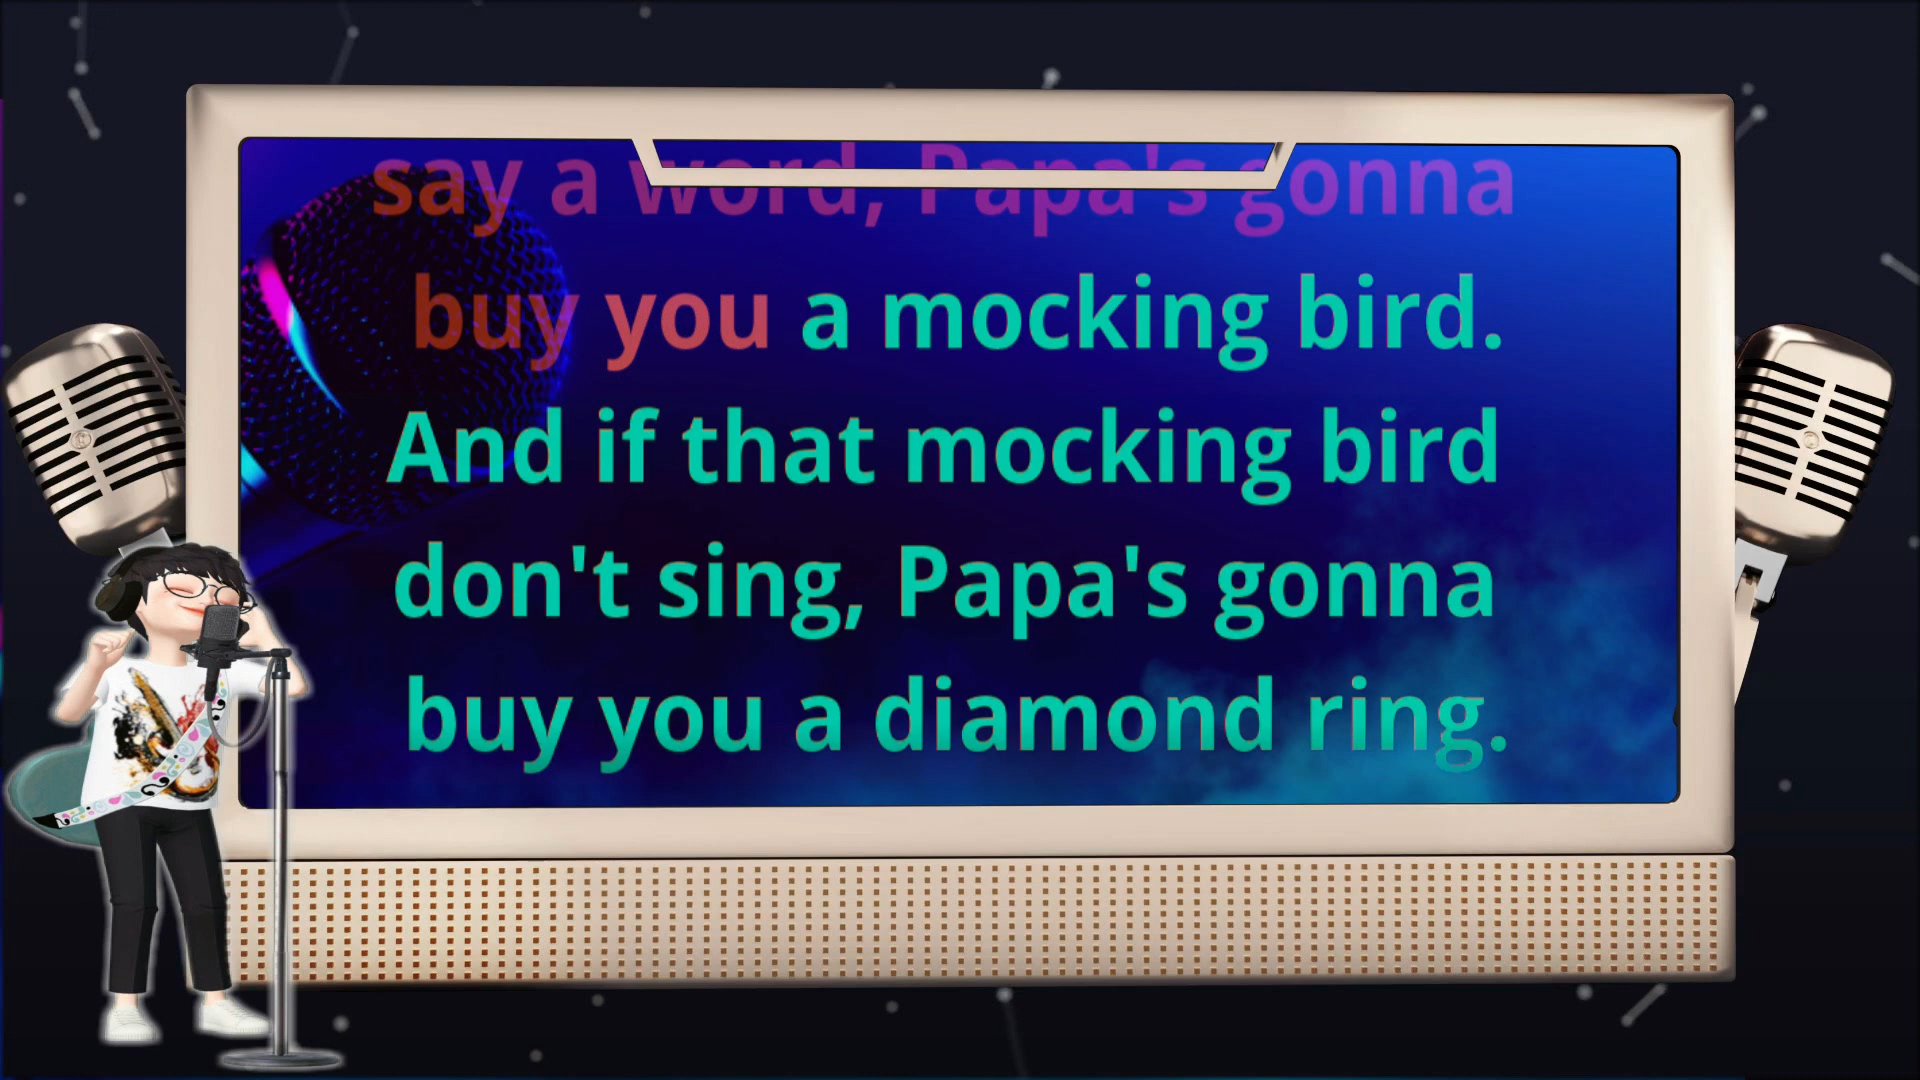 say a word, Papa's gonna
buy you a mocking bird.
And if that mocking bird
don't sing, Papa's gonna
buy you a diamond ring.